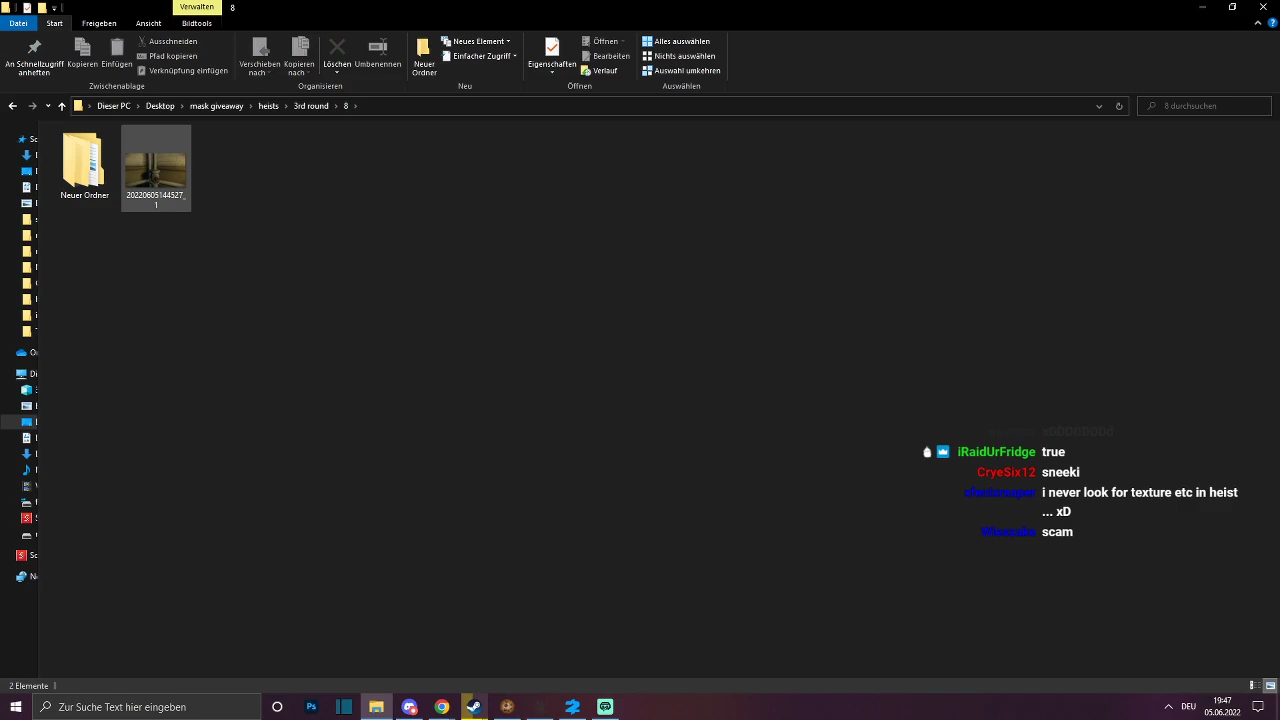 Verwalten 8
Datei Start Freigeben Ansicht Bildtools
An Schnellzugriff anheften
Kopieren
Einfügen
Ausschneiden
Pfad kopieren
Verknüpfung einfügen
Zwischenablage
Verschieben nach
Kopieren nach
Löschen
Umbenennen
Organisieren
Neuer Ordner
Neues Element
Einfacher Zugriff
Neu
Eigenschaften
Öffnen
Bearbeiten
Verlauf
Öffnen
Alles auswählen
Nichts auswählen
Auswahl umkehren
Auswählen
Dieser PC > Desktop > mask giveaway > heists > 3rd round > 8 >
8 durchsuchen
Neuer Ordner
20220605144527_
1
iRaidUrFridge true
CryeSix12 sneeki
i never look for texture etc in heist
... xD
scam
2 Elemente
Zur Suche Text hier eingeben
DEU
19:47
05.06.2022